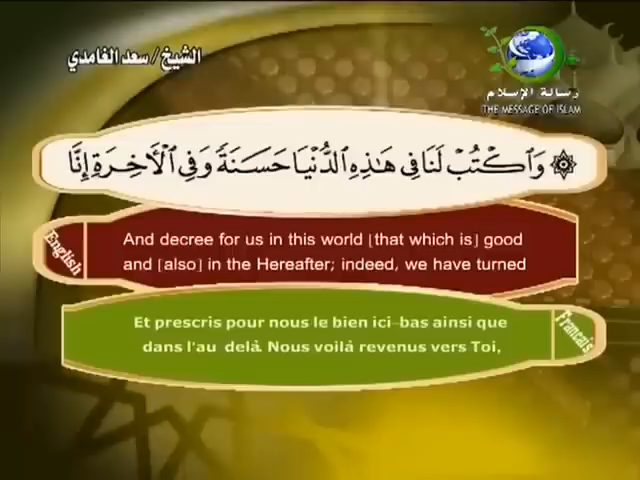 الشيخ / سعد الغامدي
رسالة الإسلام
THE MESSAGE OF ISLAM
۞ وَٱكْتُبْ لَنَا فِى هَـٰذِهِ ٱلدُّنْيَا حَسَنَةً وَفِى ٱلْـَٔاخِرَةِ إِنَّا
English
And decree for us in this world [that which is] good
and [also] in the Hereafter; indeed, we have turned
Et prescris pour nous le bien ici-bas ainsi que
dans l'au delà. Nous voilà revenus vers Toi,
Francais